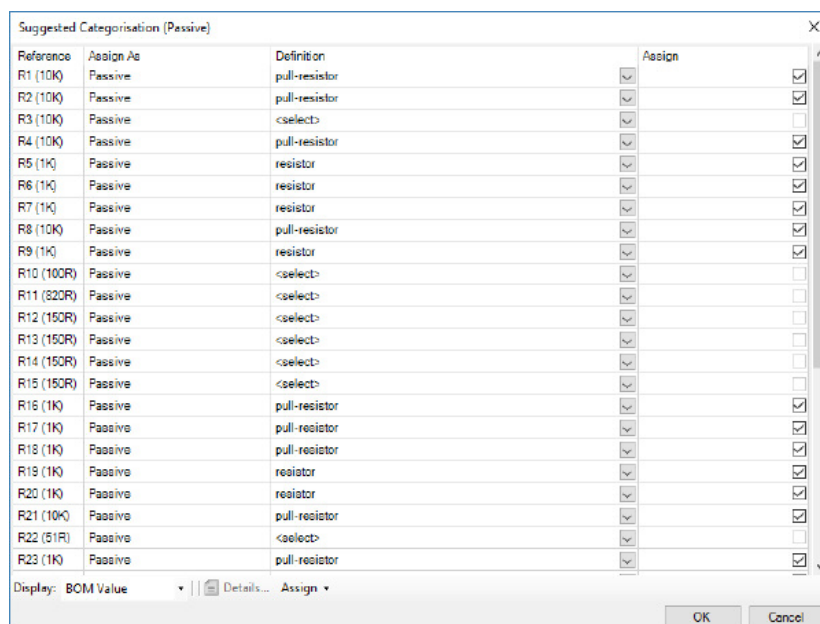 Suggested Categorisation (Passive)
Reference Assign As Definition Assign
R1 (10K) Passive pull-resistor
R2 (10K) Passive pull-resistor
R3 (10K) Passive <select>
R4 (10K) Passive pull-resistor
R5 (1K) Passive resistor
R6 (1K) Passive resistor
R7 (1K) Passive resistor
R8 (10K) Passive pull-resistor
R9 (1K) Passive resistor
R10 (100R) Passive <select>
R11 (820R) Passive <select>
R12 (150R) Passive <select>
R13 (150R) Passive <select>
R14 (150R) Passive <select>
R15 (150R) Passive <select>
R16 (1K) Passive pull-resistor
R17 (1K) Passive pull-resistor
R18 (1K) Passive pull-resistor
R19 (1K) Passive resistor
R20 (1K) Passive resistor
R21 (10K) Passive pull-resistor
R22 (51R) Passive <select>
R23 (1K) Passive pull-resistor
Display: BOM Value Details... Assign
OK Cancel